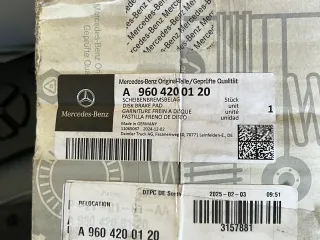 Mercedes-Benz Original-Teile/Geprüfte Qualität
A 960 420 01 20
SCHEIBENBREMSBELAG Stück
DISK BRAKE PAD unit
GARNITURE FREIN A DISQUE unité
PASTILLA FRENO DE DISCO unidad
1
Made in GERMANY
Mercedes-Benz
Daimler Truck AG, Fasanenweg 10, 70771 Leinfelden-E., DE
RELOCATION
A 960 420 01 20
2025-02-03 09:51
3157881